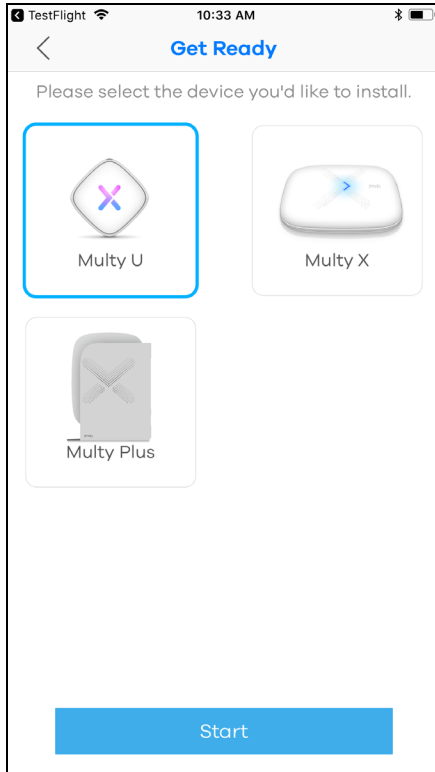 TestFlight 10:33 AM
Get Ready
Please select the device you'd like to install.
Multy U
Multy X
Multy Plus
Start